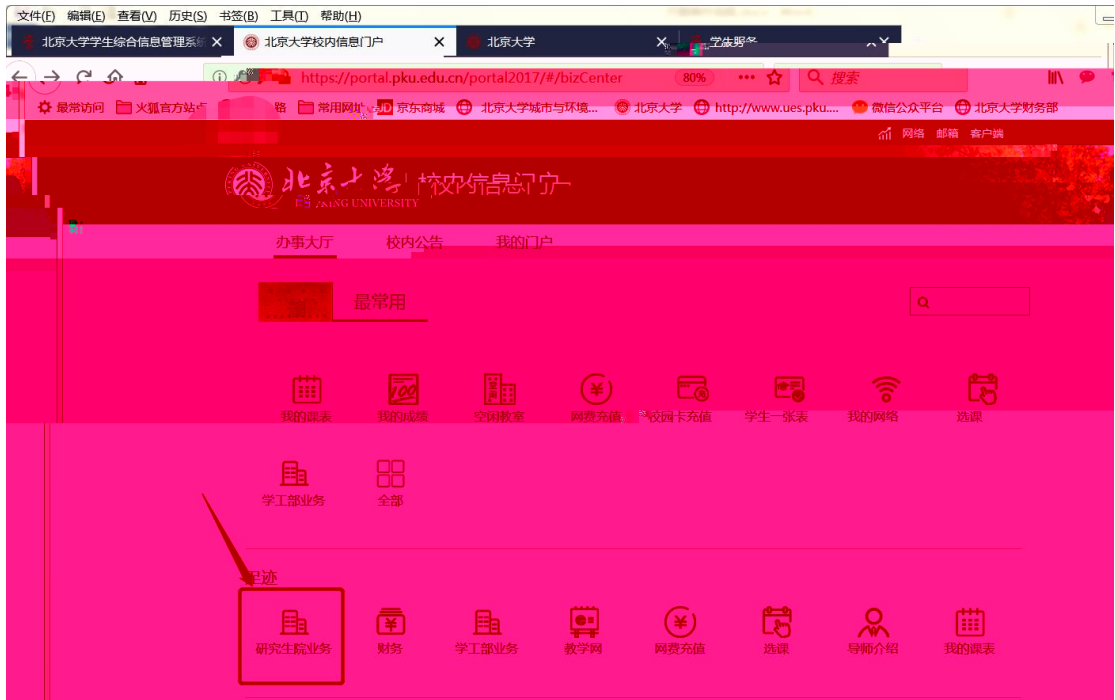 文件(F) 编辑(E) 查看(V) 历史(S) 书签(B) 工具(T) 帮助(H)
北京大学学生综合信息管理系统 北京大学校内信息门户 北京大学
https://portal.pku.edu.cn/portal2017/#/bizCenter 80% 搜索
最常访问 火狐官方站点 常用网址 JD 京东商城 北京大学城市与环境... 北京大学 http://www.ues.pku.... 微信公众平台 北京大学财务部
网络 邮箱 客户端
北京大学 校内信息门户
UNIVERSITY
办事大厅 校内公告 我的门户
最常用
我的课表 我的成绩 空闲教室 网费充值 校园卡充值 学生一张表 我的网络 选课
学工部业务 全部
足迹
研究生院业务 财务 学工部业务 教学网 网费充值 选课 导师介绍 我的课表